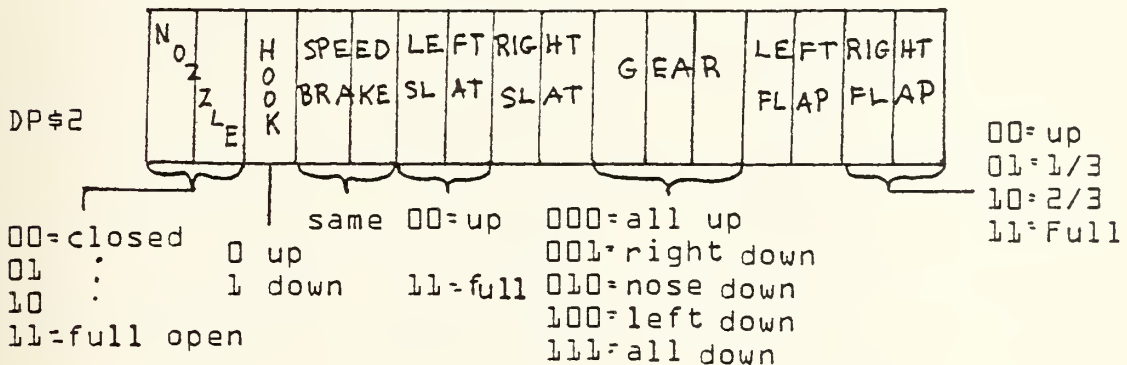 DP$2
NOZZLE
HOOK
SPEED BRAKE
LEFT SLAT
RIGHT SLAT
GEAR
LEFT FLAP
RIGHT FLAP
00=closed
01 :
10 :
11=full open
0 up
1 down
same
00=up
11=full
000=all up
001=right down
010=nose down
100=left down
111=all down
00=up
01=1/3
10=2/3
11=Full